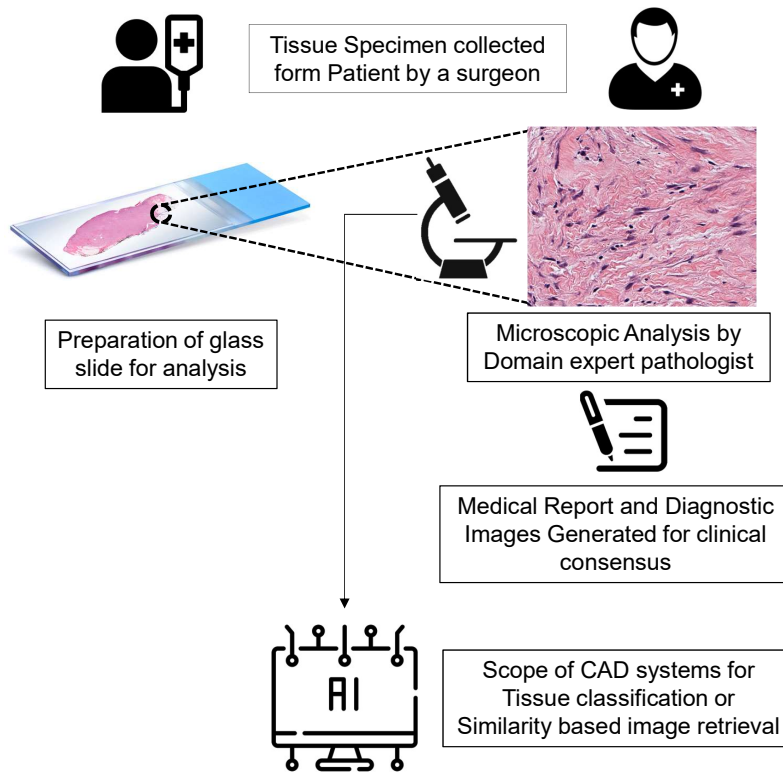 Tissue Specimen collected
form Patient by a surgeon
Preparation of glass
slide for analysis
Microscopic Analysis by
Domain expert pathologist
Medical Report and Diagnostic
Images Generated for clinical
consensus
AI
Scope of CAD systems for
Tissue classification or
Similarity based image retrieval